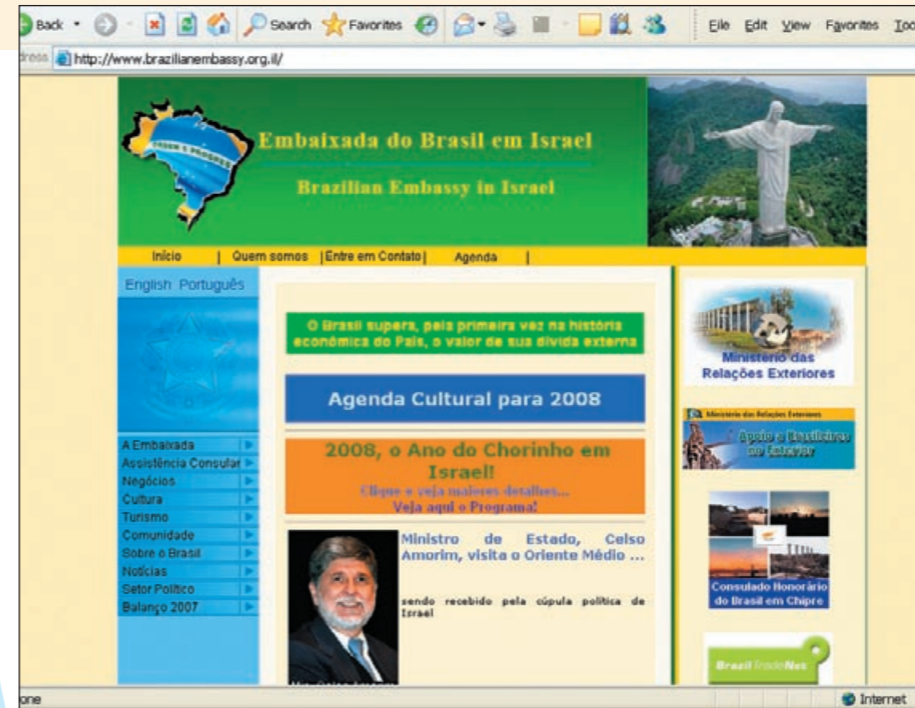 Back
Search
Favorites
File Edit View Favorites
http://www.brazilianembassy.org.il/
ORDEM E PROGRESSO
Embaixada do Brasil em Israel
Brazilian Embassy in Israel
Início | Quem somos |Entre em Contato| Agenda |
English Português
A Embaixada
Assistência Consular
Negócios
Cultura
Turismo
Comunidade
Sobre o Brasil
Notícias
Setor Político
Balanço 2007
O Brasil supera, pela primeira vez na história
econômica do País, o valor de sua dívida externa
Agenda Cultural para 2008
2008, o Ano do Chorinho em
Israel!
Clique e veja maiores detalhes...
Veja aqui o Programa!
Ministro de Estado, Celso
Amorim, visita o Oriente Médio ...
sendo recebido pela cúpula política de
Israel
Ministério das
Relações Exteriores
Ministério das Relações Exteriores
Apoio a Brasileiros
no Exterior
Consulado Honorário
do Brasil em Chipre
Brazil TradeNet
Internet